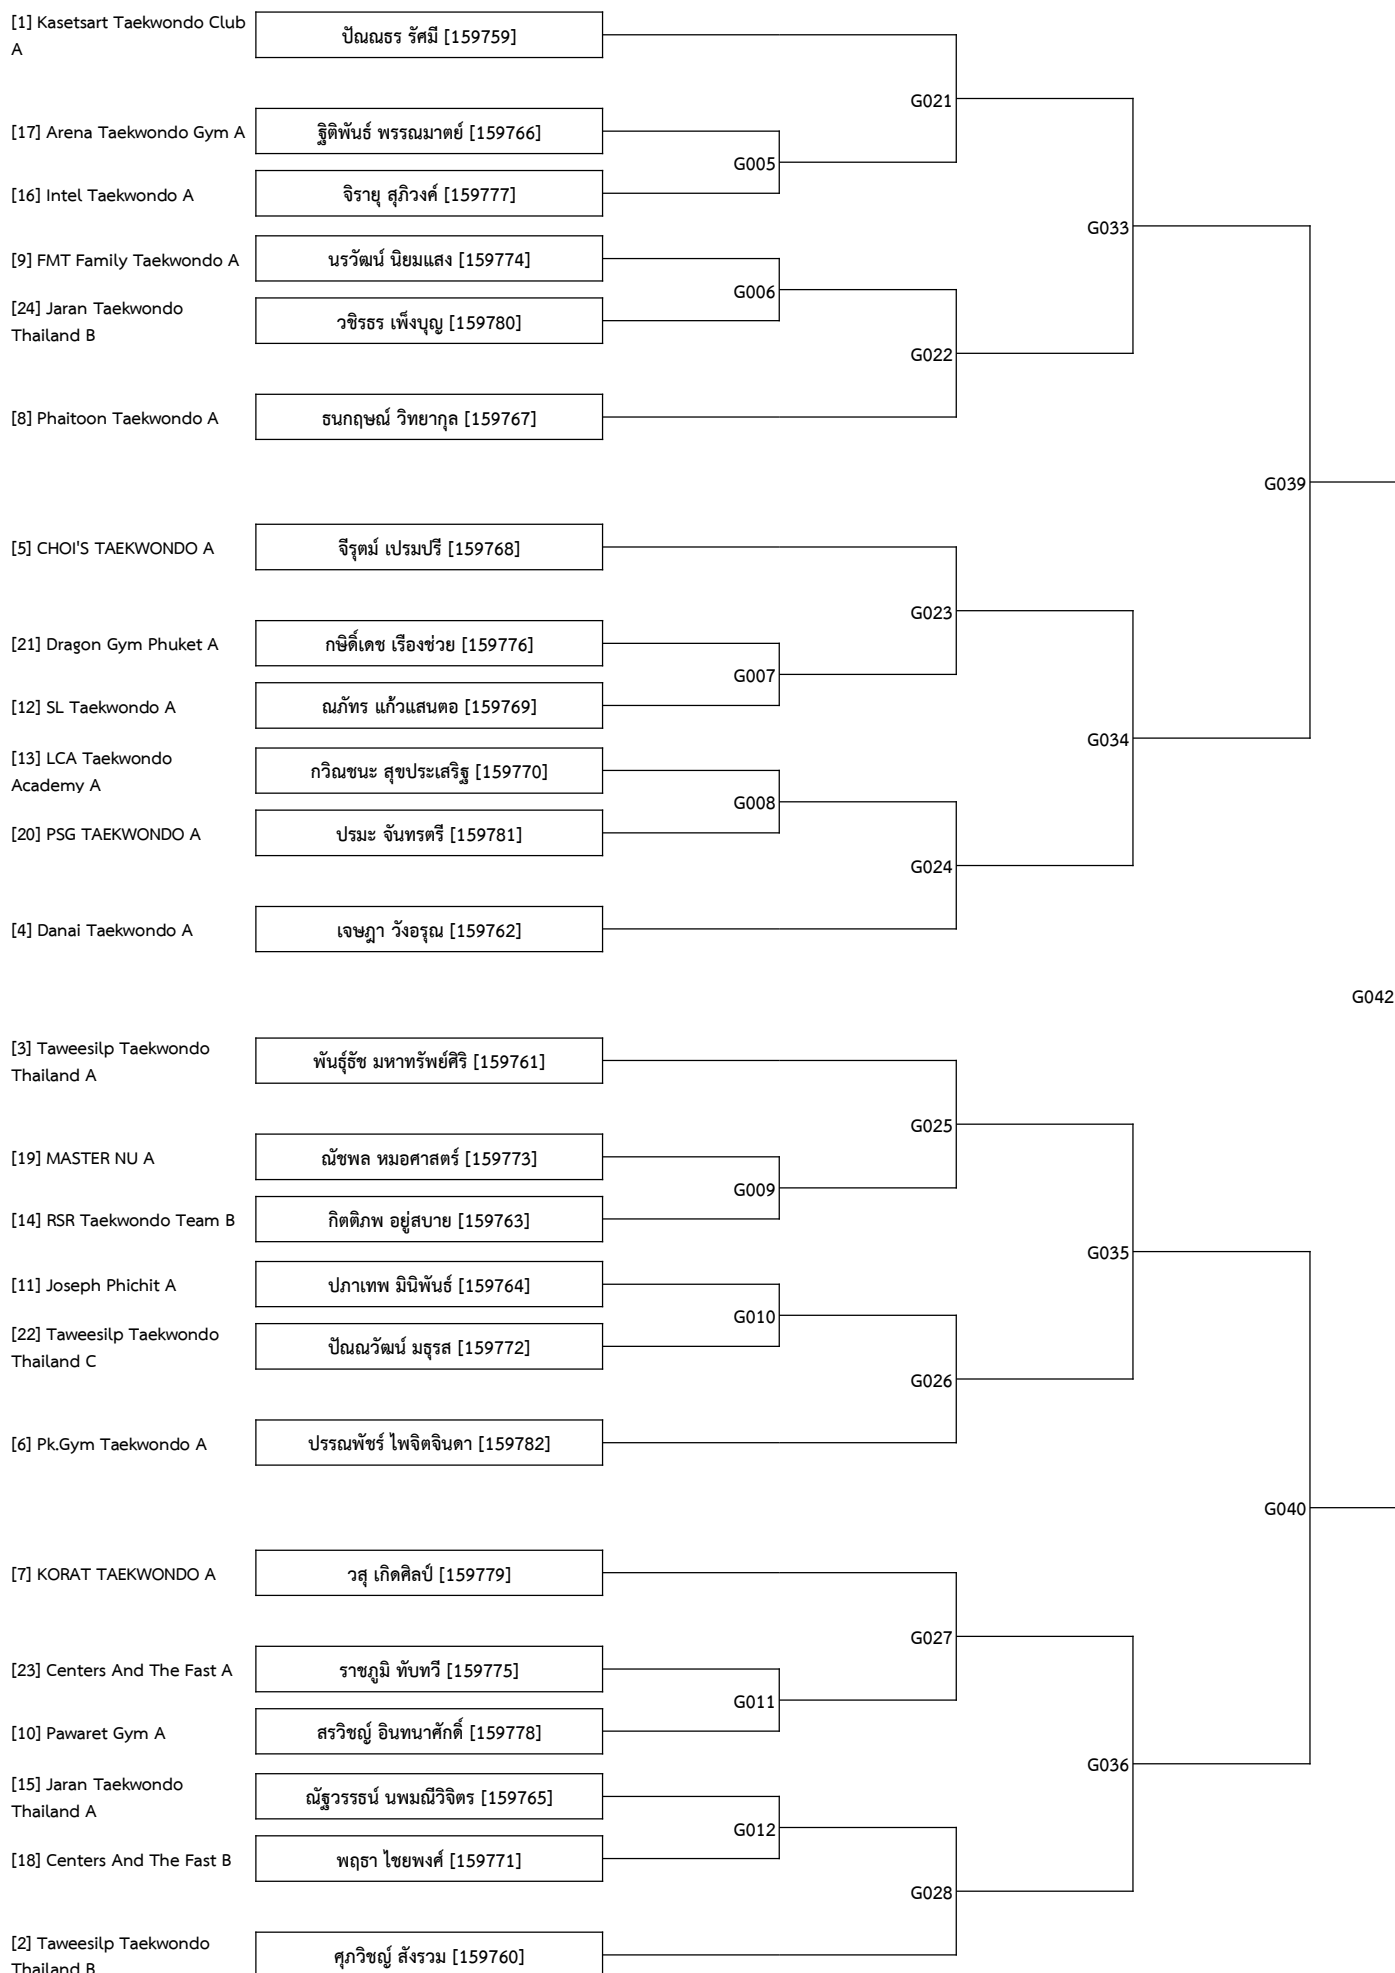 [1] Kasetsart Taekwondo Club
A
ปัณณธร รัศมี [159759]
G021
[17] Arena Taekwondo Gym A
ฐิติพันธ์ พรรณมาตย์ [159766]
G005
[16] Intel Taekwondo A
จิรายุ สุภิวงค์ [159777]
G033
[9] FMT Family Taekwondo A
นรวัฒน์ นิยมแสง [159774]
G006
[24] Jaran Taekwondo
Thailand B
วชิรธร เพ็งบุญ [159780]
G022
[8] Phaitoon Taekwondo A
ธนกฤษณ์ วิทยากุล [159767]
G039
[5] CHOI'S TAEKWONDO A
จีรุตม์ เปรมปรี [159768]
G023
[21] Dragon Gym Phuket A
กษิดิ์เดช เรืองช่วย [159776]
G007
[12] SL Taekwondo A
ณภัทร แก้วแสนตอ [159769]
G034
[13] LCA Taekwondo
Academy A
กวิณชนะ สุขประเสริฐ [159770]
G008
[20] PSG TAEKWONDO A
ปรมะ จันทรตรี [159781]
G024
[4] Danai Taekwondo A
เจษฎา วังอรุณ [159762]
G042
[3] Taweesilp Taekwondo
Thailand A
พันธุ์ธัช มหาทรัพย์ศิริ [159761]
G025
[19] MASTER NU A
ณัชพล หมอศาสตร์ [159773]
G009
[14] RSR Taekwondo Team B
กิตติภพ อยู่สบาย [159763]
G035
[11] Joseph Phichit A
ปภาเทพ มินิพันธ์ [159764]
G010
[22] Taweesilp Taekwondo
Thailand C
ปัณณวัฒน์ มธุรส [159772]
G026
[6] Pk.Gym Taekwondo A
ปรรณพัชร์ ไพจิตจินดา [159782]
G040
[7] KORAT TAEKWONDO A
วสุ เกิดศิลป์ [159779]
G027
[23] Centers And The Fast A
ราชภูมิ ทับทวี [159775]
G011
[10] Pawaret Gym A
สรวิชญ์ อินทนาศักดิ์ [159778]
G036
[15] Jaran Taekwondo
Thailand A
ณัฐวรรธน์ นพมณีวิจิตร [159765]
G012
[18] Centers And The Fast B
พฤธา ไชยพงศ์ [159771]
G028
[2] Taweesilp Taekwondo
Thailand B
ศุภวิชญ์ สังรวม [159760]